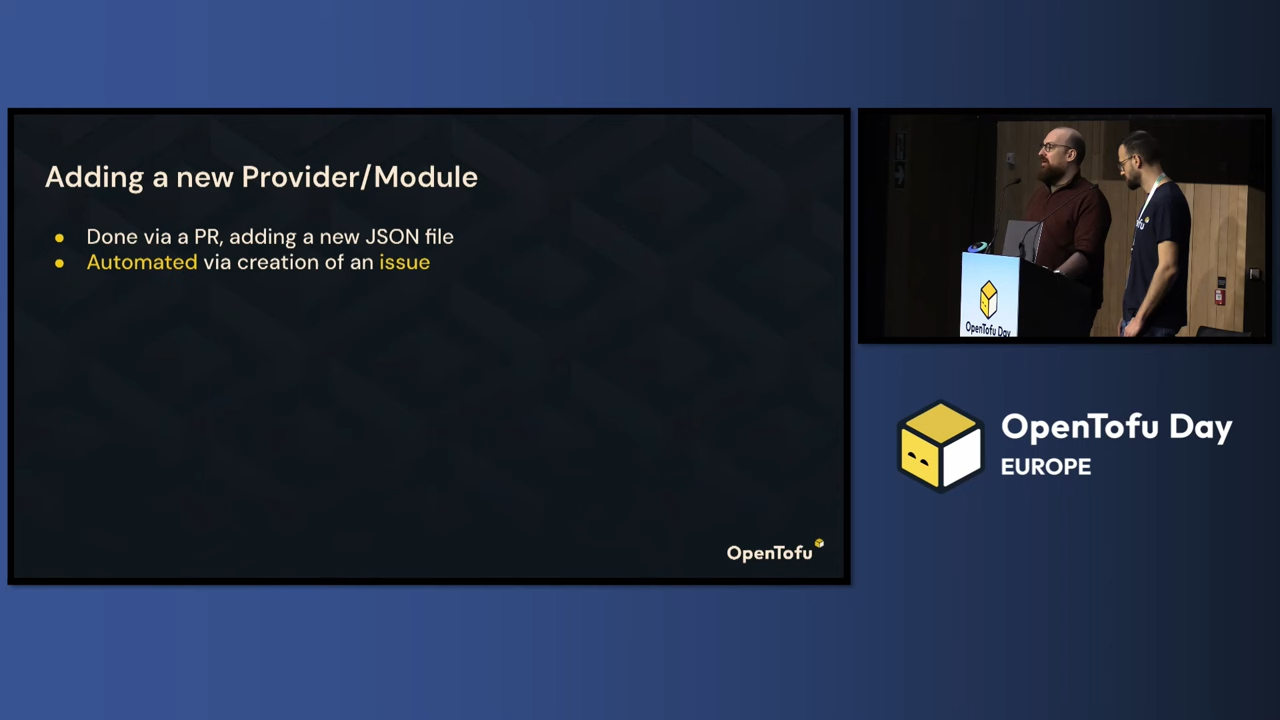 Adding a new Provider/Module
● Done via a PR, adding a new JSON file
● Automated via creation of an issue
OpenTofu
OpenTofu Day
OpenTofu Day
EUROPE